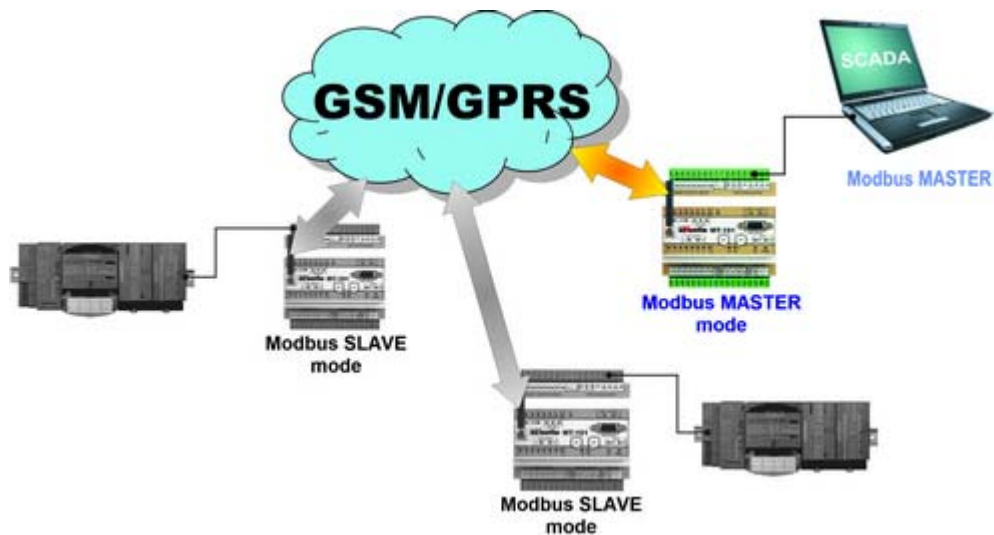 GSM/GPRS
SCADA
Modbus MASTER
Modbus MASTER
mode
Modbus SLAVE
mode
Modbus SLAVE
mode